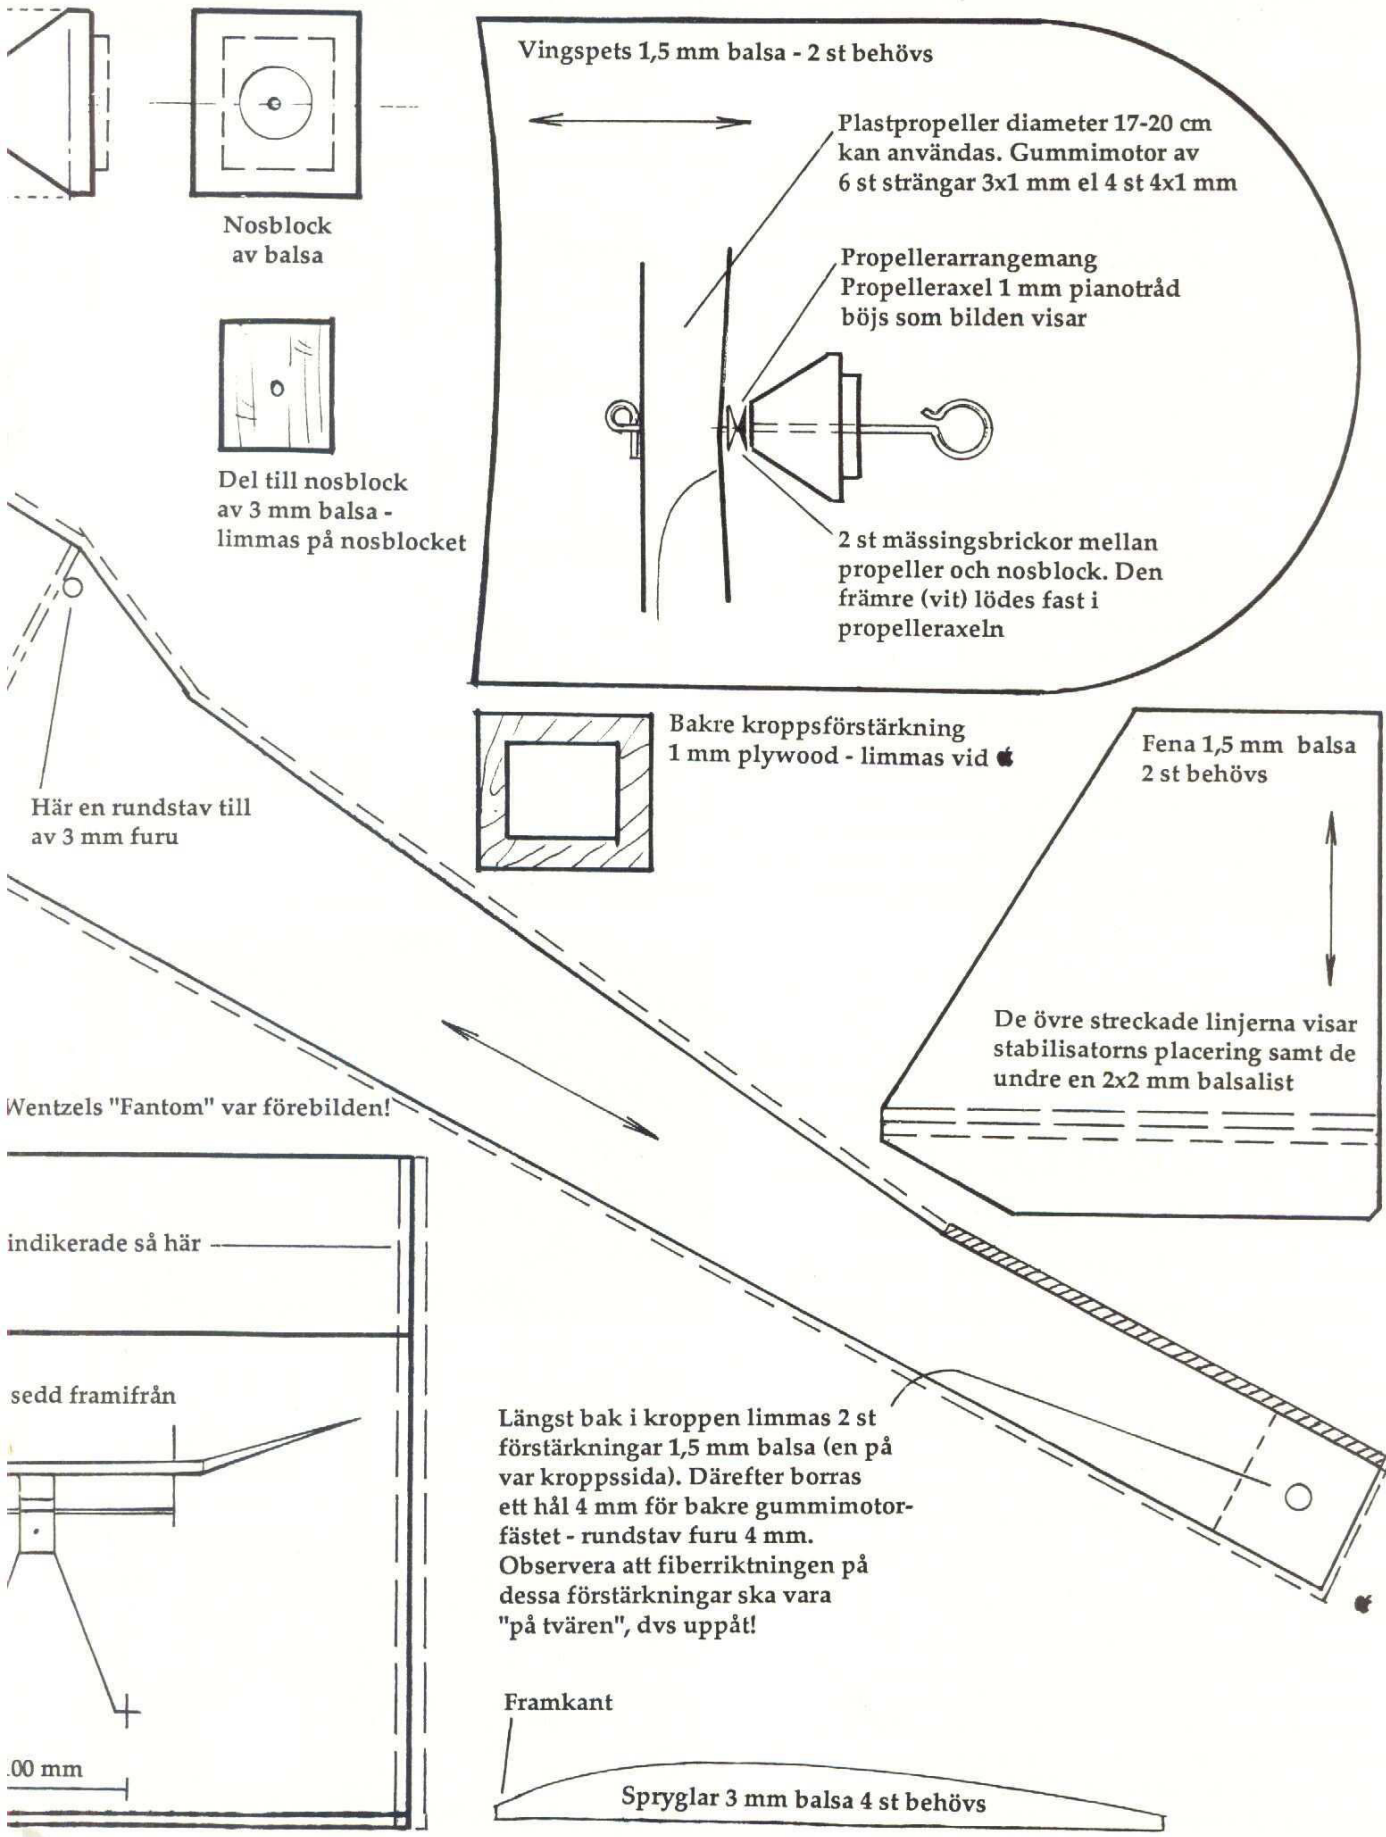 Vingspets 1,5 mm balsa - 2 st behövs
Plastpropeller diameter 17-20 cm
kan användas. Gummimotor av
6 st strängar 3x1 mm el 4 st 4x1 mm
Nosblock
av balsa
Propellerarrangemang
Propelleraxel 1 mm pianotråd
böjs som bilden visar
Del till nosblock
av 3 mm balsa -
limmas på nosblocket
2 st mässingsbrickor mellan
propeller och nosblock. Den
främre (vit) lödes fast i
propelleraxeln
Bakre kroppsförstärkning
1 mm plywood - limmas vid
Fena 1,5 mm balsa
2 st behövs
Här en rundstav till
av 3 mm furu
De övre streckade linjerna visar
stabilisatorns placering samt de
undre en 2x2 mm balsalist
Wentzels "Fantom" var förebilden!
indikerade så här
sedd framifrån
Längst bak i kroppen limmas 2 st
förstärkningar 1,5 mm balsa (en på
var kroppssida). Därefter borras
ett hål 4 mm för bakre gummimotor-
fästet - rundstav furu 4 mm.
Observera att fiberriktningen på
dessa förstärkningar ska vara
"på tvären", dvs uppåt!
Framkant
00 mm
Spryglar 3 mm balsa 4 st behövs